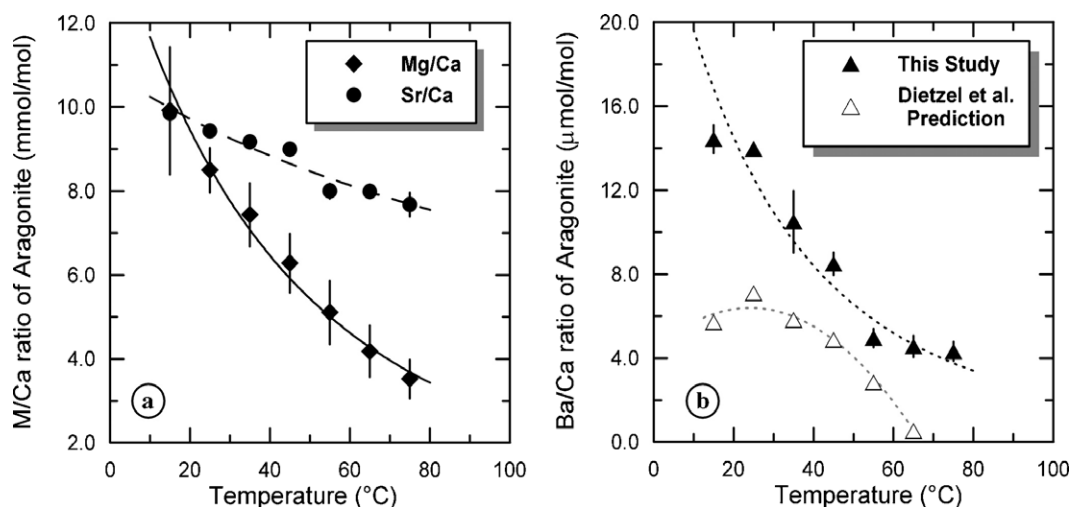 M/Ca ratio of Aragonite (mmol/mol)
12.0
10.0
8.0
6.0
4.0
2.0
Mg/Ca
Sr/Ca
a
0 20 40 60 80 100
Temperature (°C)
Ba/Ca ratio of Aragonite (μmol/mol)
20.0
16.0
12.0
8.0
4.0
0.0
This Study
Dietzel et al.
Prediction
b
0 20 40 60 80 100
Temperature (°C)